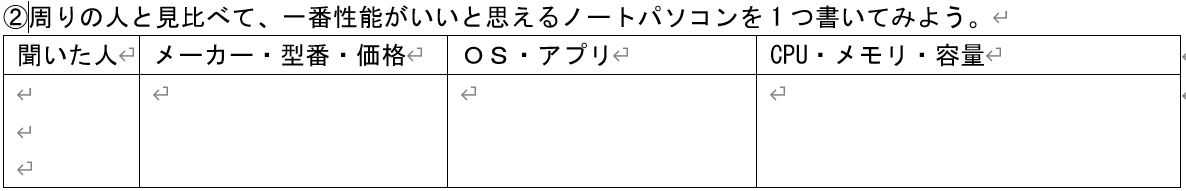 ②周りの人と見比べて、一番性能がいいと思えるノートパソコンを１つ書いてみよう。
聞いた人 メーカー・型番・価格 ＯＳ・アプリ CPU・メモリ・容量